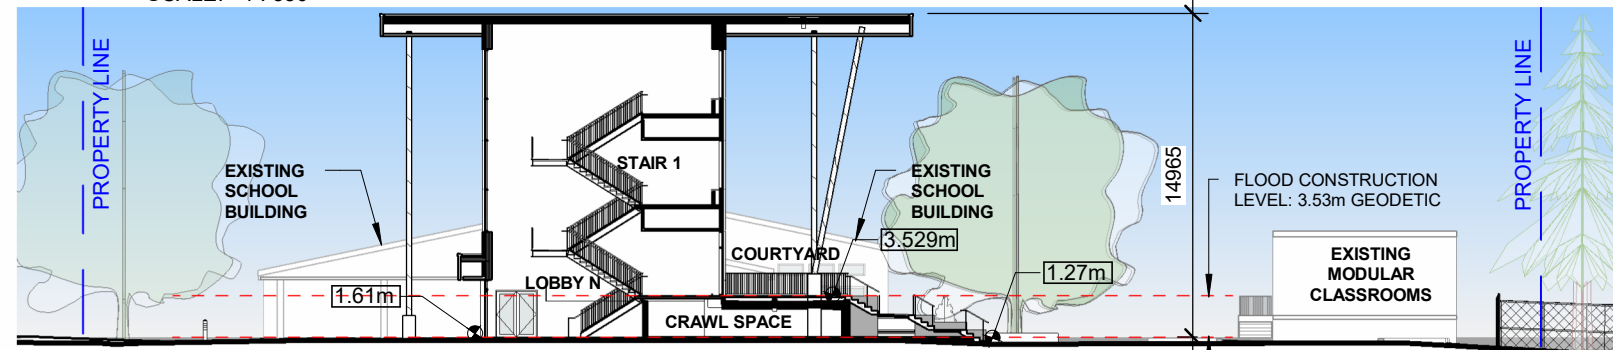 PROPERTY LINE
EXISTING
SCHOOL
BUILDING
1.61m
LOBBY N
STAIR 1
CRAWL SPACE
COURTYARD
EXISTING
SCHOOL
BUILDING
3.529m
1.27m
14965
FLOOD CONSTRUCTION
LEVEL: 3.53m GEODETIC
EXISTING
MODULAR
CLASSROOMS
PROPERTY LINE